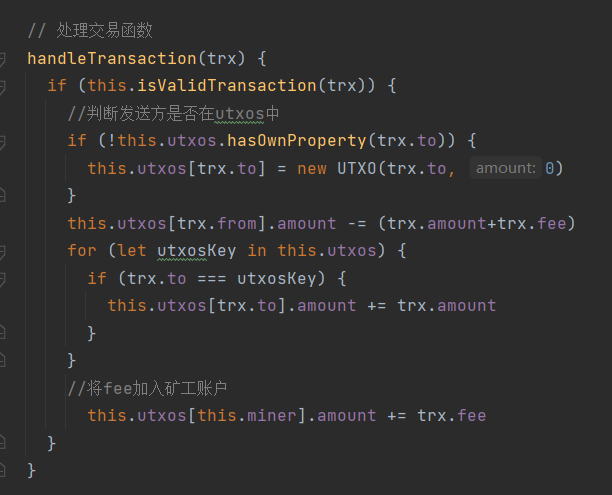 // 处理交易函数
handleTransaction(trx) {
  if (this.isValidTransaction(trx)) {
    //判断发送方是否在utxos中
    if (!this.utxos.hasOwnProperty(trx.to)) {
      this.utxos[trx.to] = new UTXO(trx.to, amount: 0)
    }
    this.utxos[trx.from].amount -= (trx.amount+trx.fee)
    for (let utxosKey in this.utxos) {
      if (trx.to === utxosKey) {
        this.utxos[trx.to].amount += trx.amount
      }
    }
    //将fee加入矿工账户
      this.utxos[this.miner].amount += trx.fee
  }
}